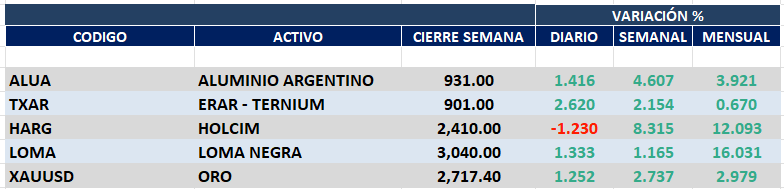 VARIACIÓN %
CODIGO ACTIVO CIERRE SEMANA DIARIO SEMANAL MENSUAL
ALUA ALUMINIO ARGENTINO 931.00 1.416 4.607 3.921
TXAR ERAR - TERNIUM 901.00 2.620 2.154 0.670
HARG HOLCIM 2,410.00 -1.230 8.315 12.093
LOMA LOMA NEGRA 3,040.00 1.333 1.165 16.031
XAUUSD ORO 2,717.40 1.252 2.737 2.979